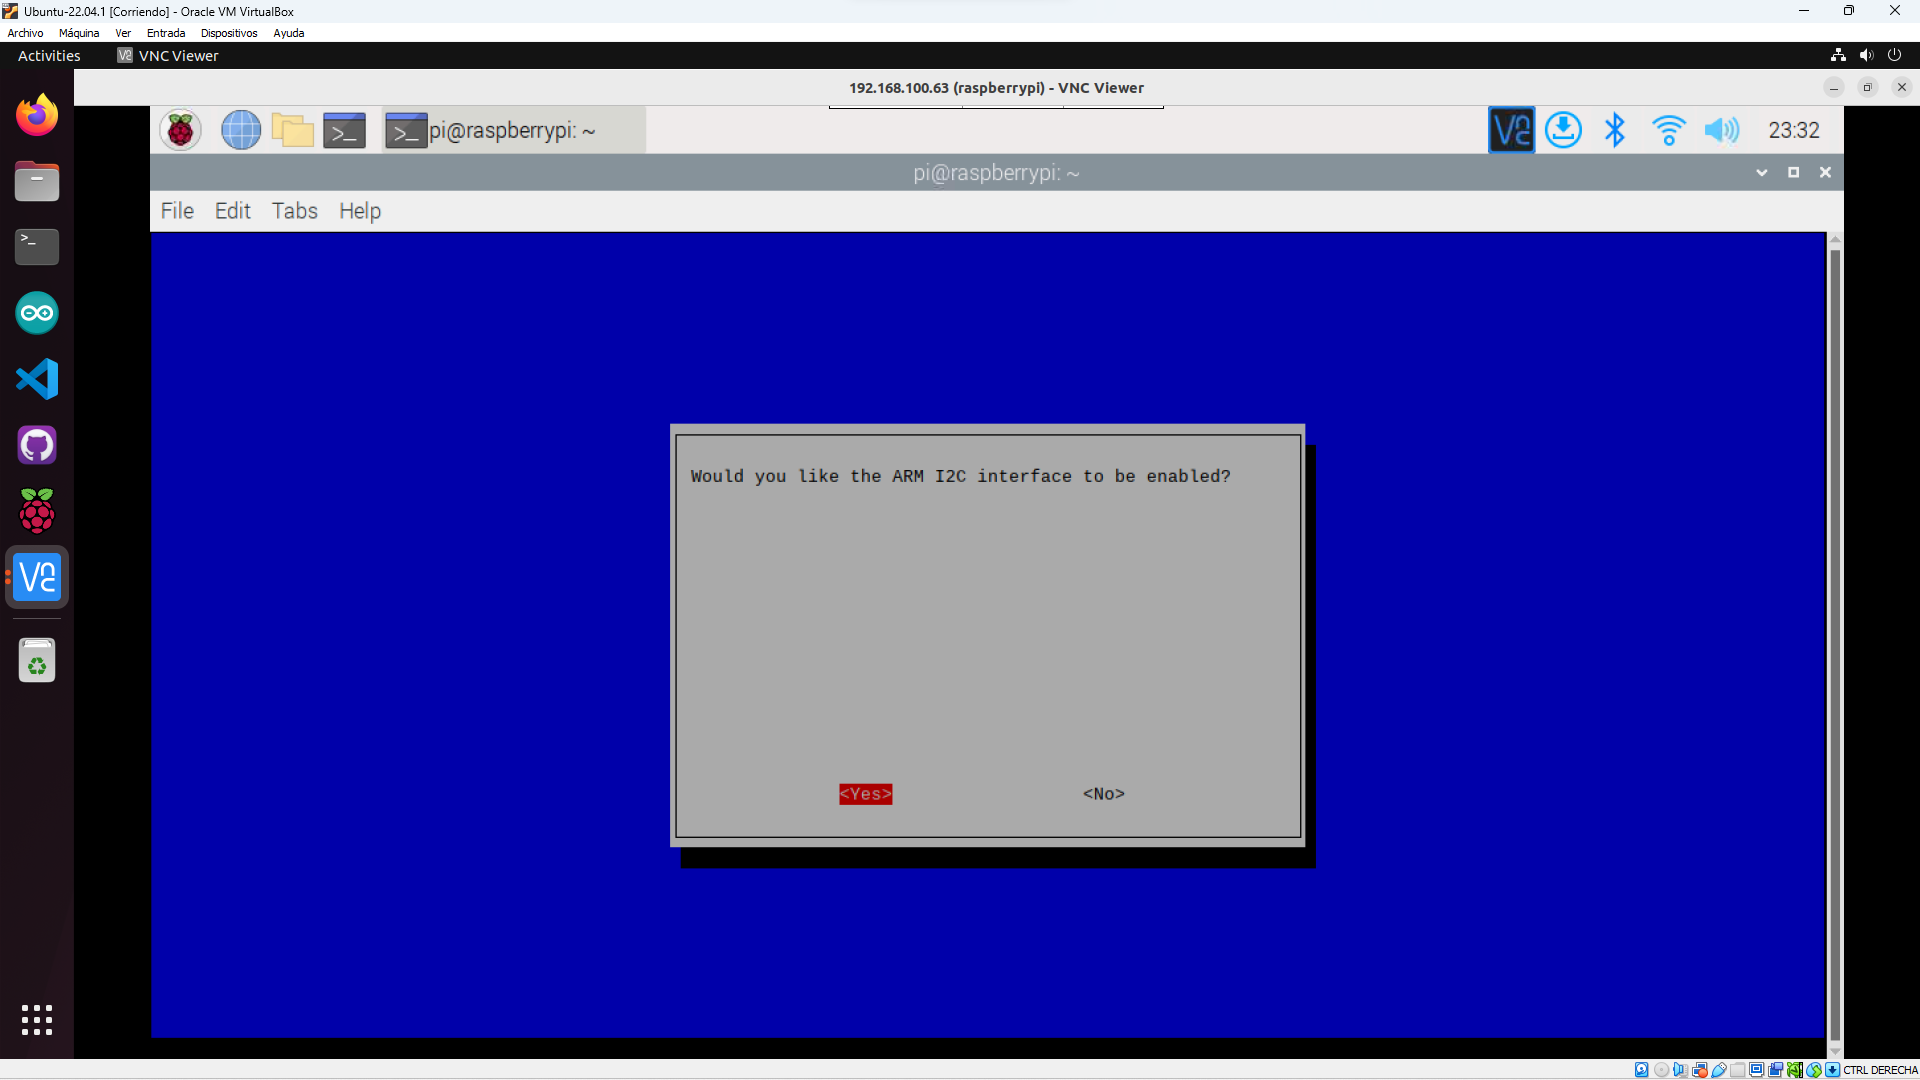 Ubuntu-22.04.1 [Corriendo] - Oracle VM VirtualBox
Archivo Máquina Ver Entrada Dispositivos Ayuda
Activities VNC Viewer
192.168.100.63 (raspberrypi) - VNC Viewer
pi@raspberrypi: ~ 23:32
pi@raspberrypi: ~
File Edit Tabs Help
Would you like the ARM I2C interface to be enabled?
<Yes> <No>
CTRL DERECHA